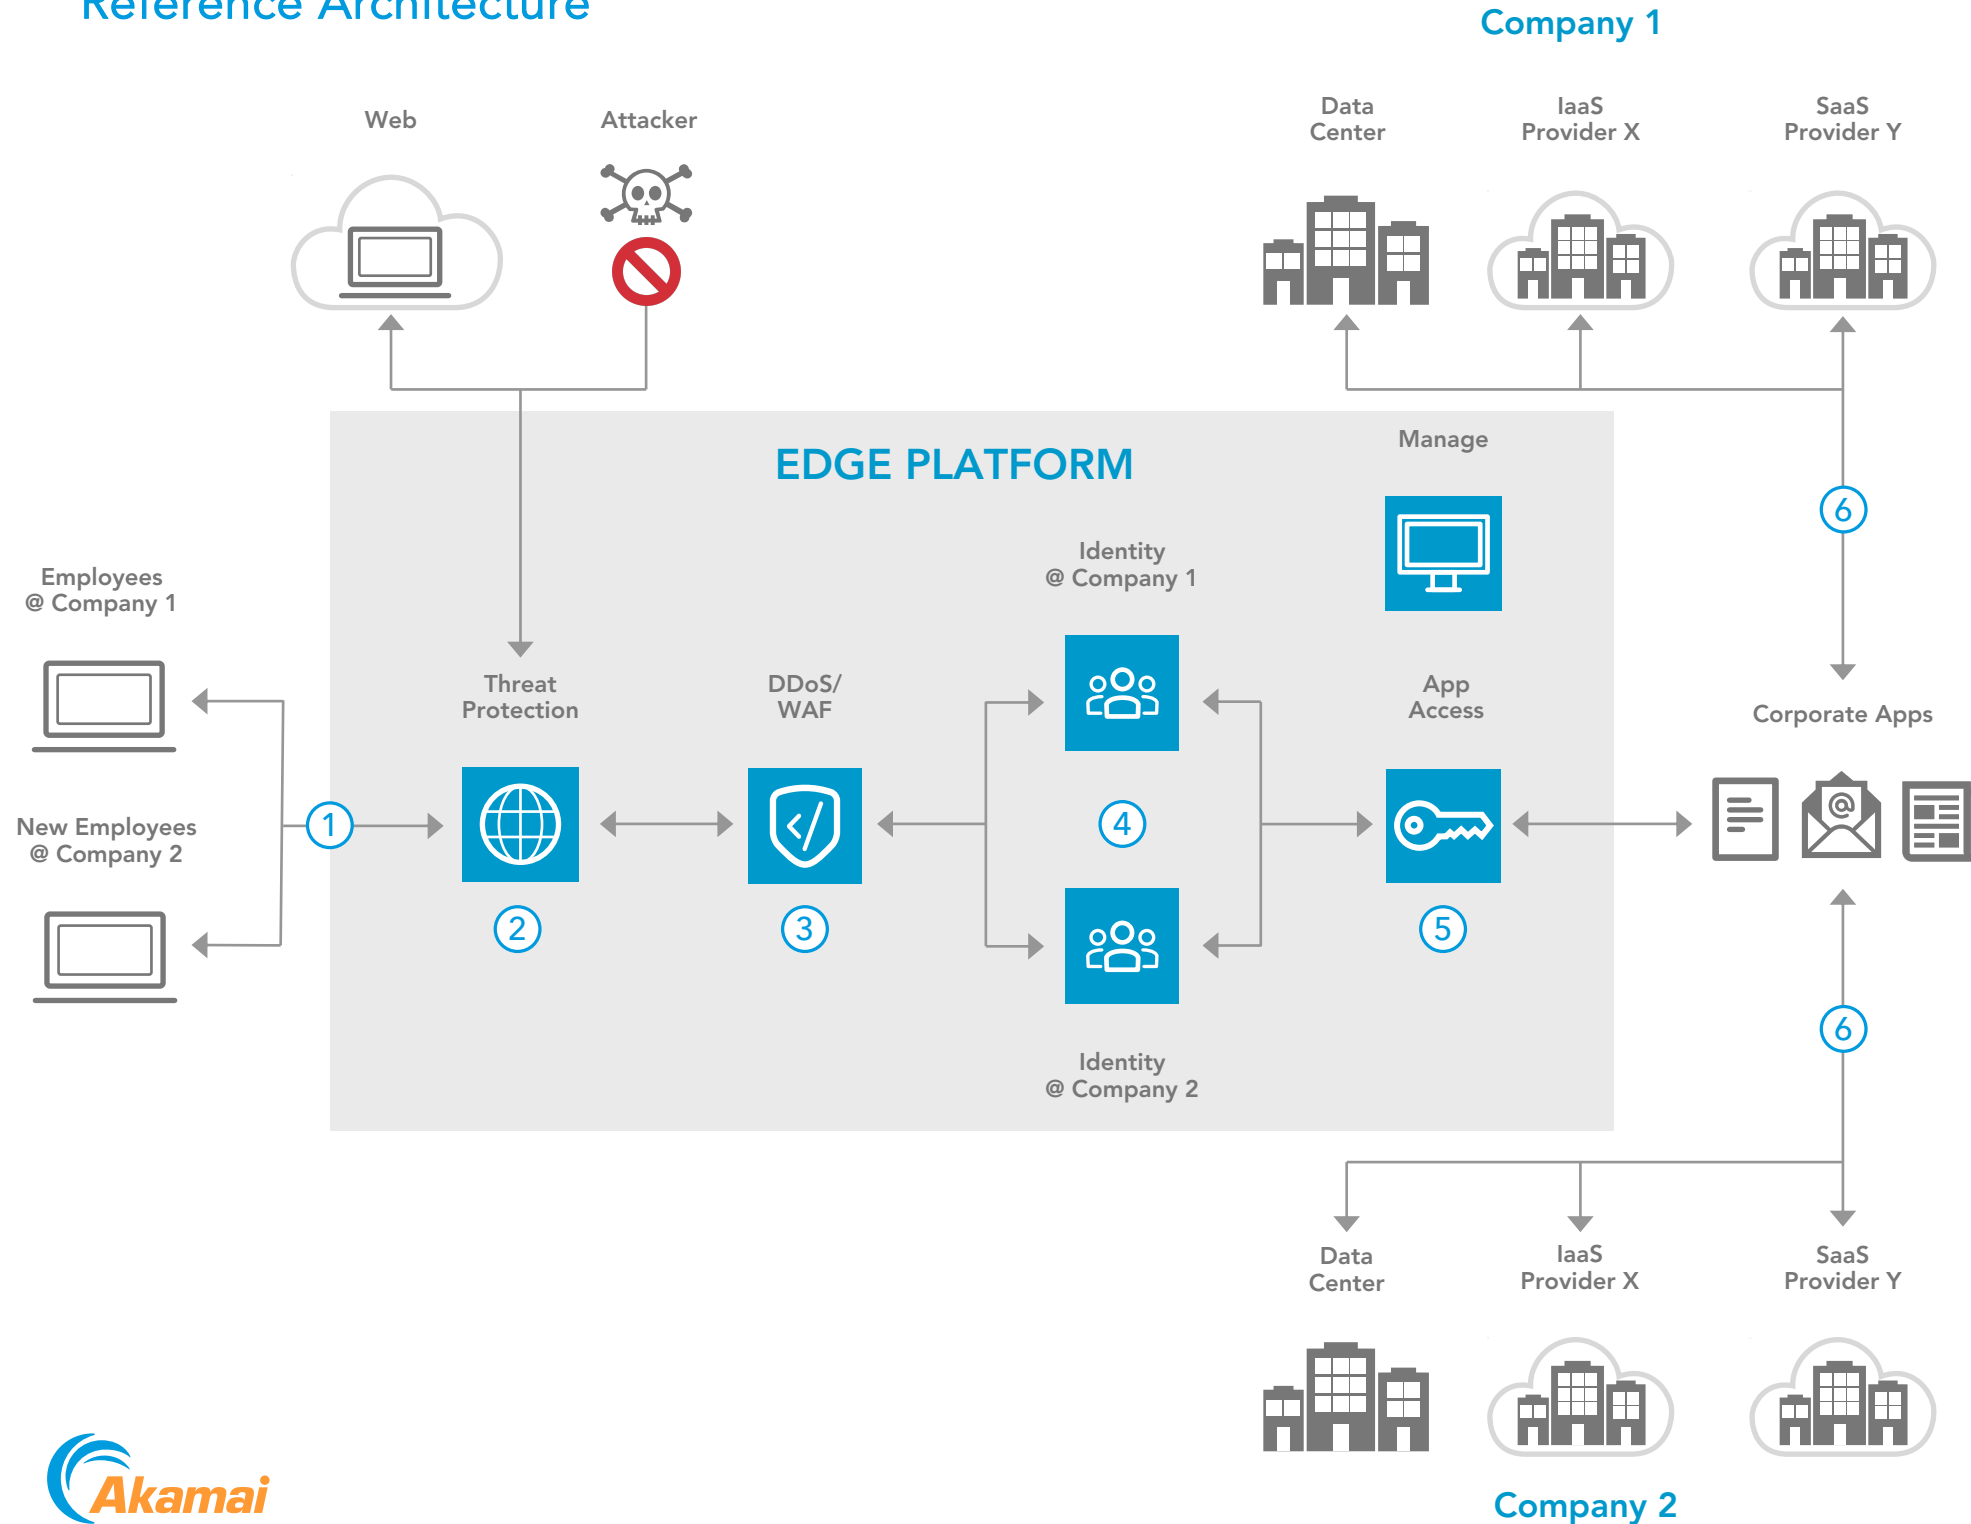 Reference Architecture
Company 1
Web
Attacker
Data
Center
IaaS
Provider X
SaaS
Provider Y
EDGE PLATFORM
Manage
6
Identity
@ Company 1
Employees
@ Company 1
Threat
Protection
DDoS/
WAF
App
Access
Corporate Apps
New Employees
@ Company 2
1
4
@
2
3
5
6
Identity
@ Company 2
Data
Center
IaaS
Provider X
SaaS
Provider Y
Akamai
Company 2